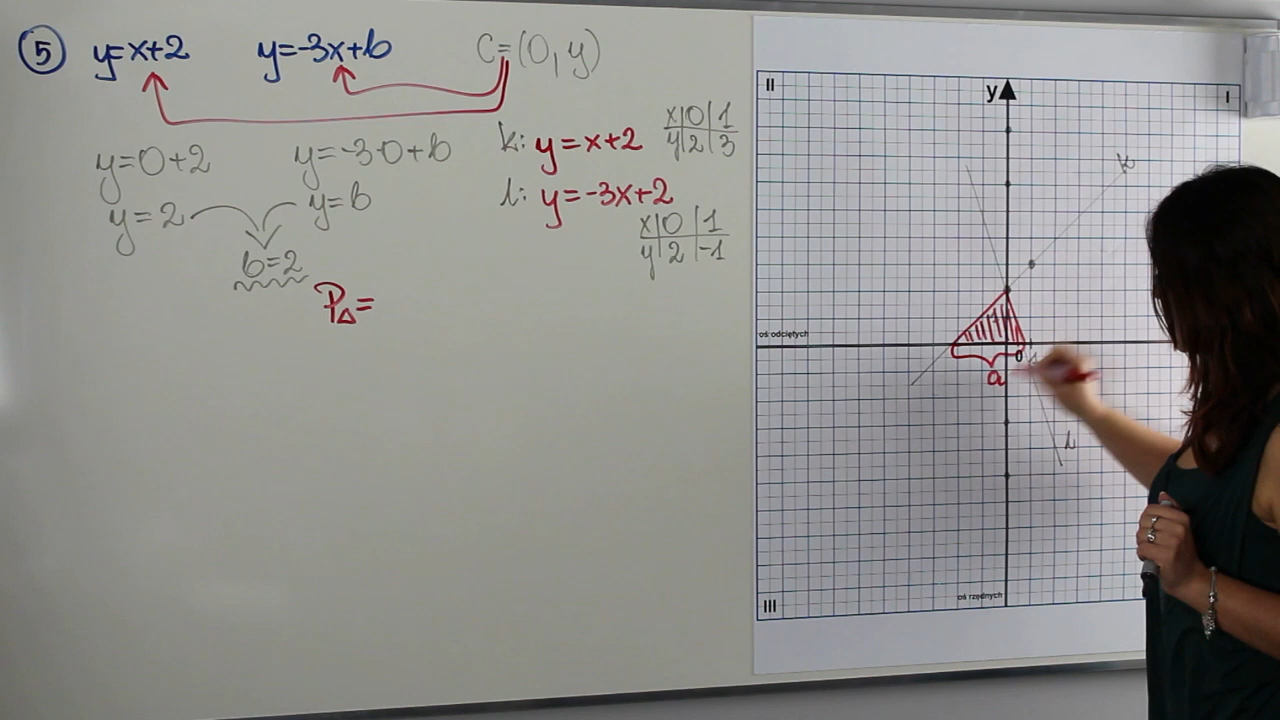 5 y=x+2 y=-3x+b C=(0,y)
y=0+2 y=-3·0+b
y=2 y=b
b=2
P△=
k: y=x+2
x|0|1
y|2|3
l: y=-3x+2
x|0|1
y|2|-1
II y I
k
oś odciętych
0
a
l
oś rzędnych
III